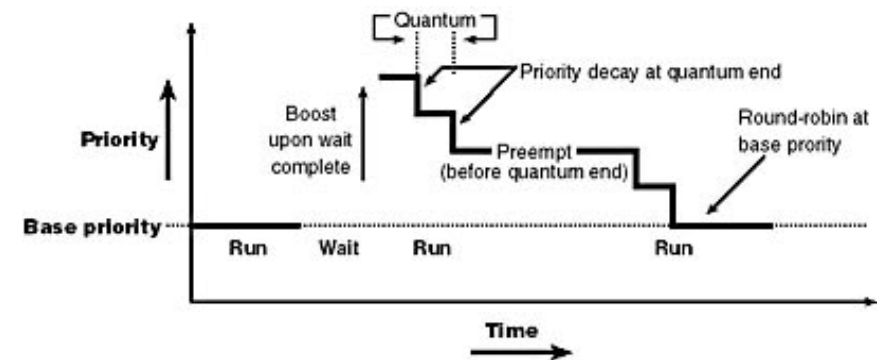 Quantum
Priority decay at quantum end
Boost
upon wait
complete
Round-robin at
base prority
Priority
Preempt
(before quantum end)
Base priority
Run
Wait
Run
Run
Time